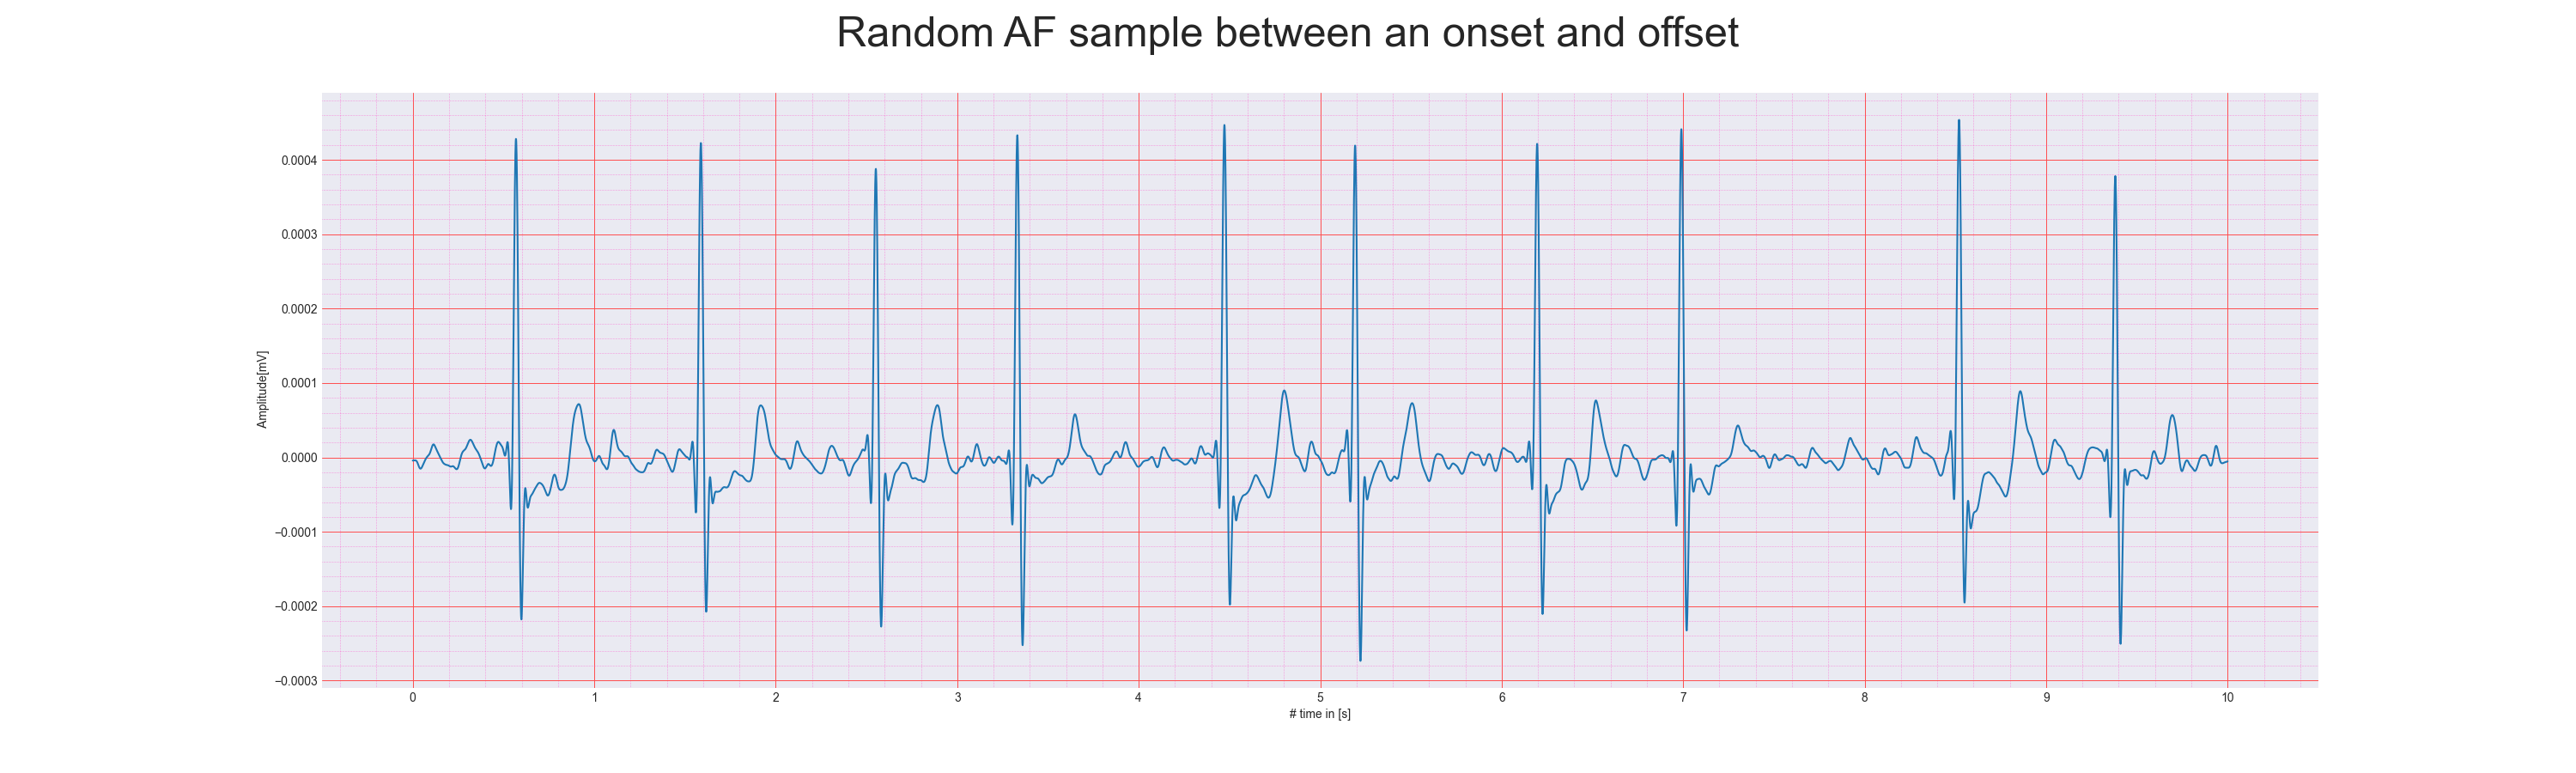 Random AF sample between an onset and offset
0.0004
0.0003
0.0002
0.0001
0.0000
−0.0001
−0.0002
−0.0003
Amplitude[mV]
0 1 2 3 4 5 6 7 8 9 10
# time in [s]